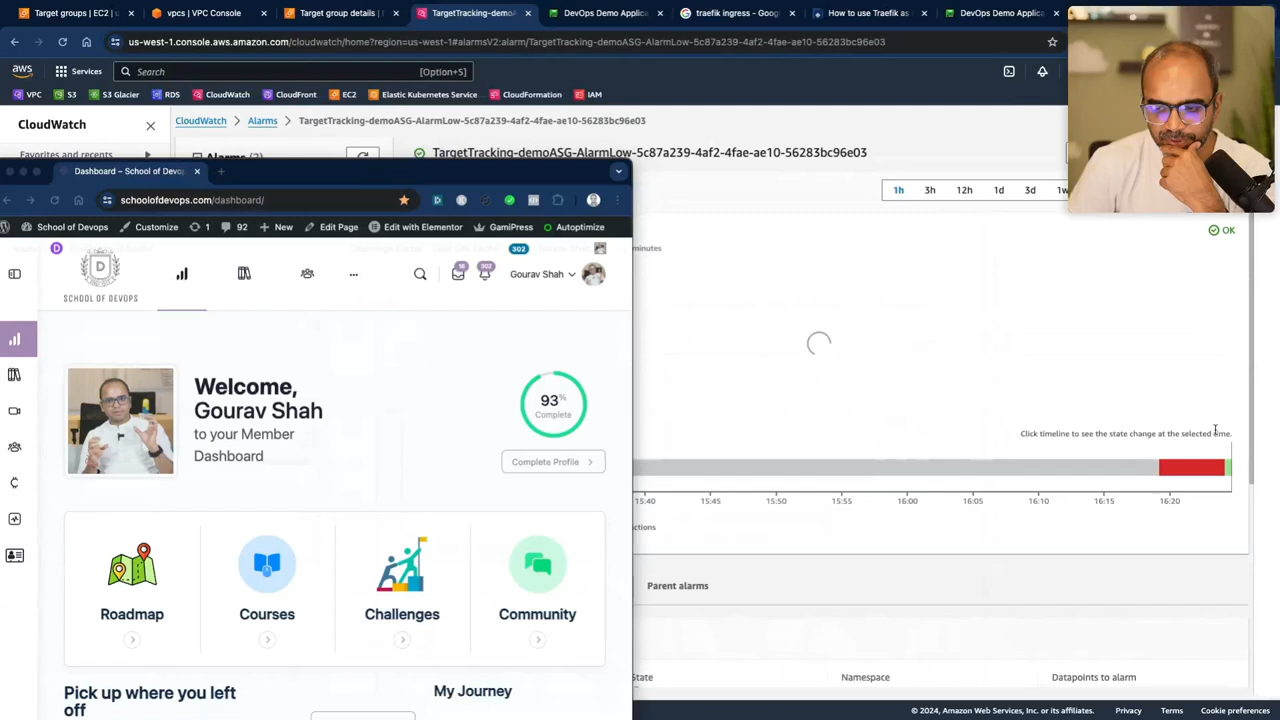 Target groups | EC2 |
vpcs | VPC Console
Target group details |
TargetTracking-demo
DevOps Demo Applica
traefik ingress - Goog
How to use Traefik as
DevOps Demo Applica
us-west-1.console.aws.amazon.com/cloudwatch/home?region=us-west-1#alarmsV2:alarm/TargetTracking-demoASG-AlarmLow-5c87a239-4af2-4fae-ae10-56283bc96e03
aws
Services
Search
[Option+S]
VPC
S3
S3 Glacier
RDS
CloudWatch
CloudFront
EC2
Elastic Kubernetes Service
CloudFormation
IAM
CloudWatch
Favorites and recents
CloudWatch
Alarms
TargetTracking-demoASG-AlarmLow-5c87a239-4af2-4fae-ae10-56283bc96e03
TargetTracking-demoASG-AlarmLow-5c87a239-4af2-4fae-ae10-56283bc96e03
1h
3h
12h
1d
3d
1w
OK
minutes
Click timeline to see the state change at the selected time.
15:40
15:45
15:50
15:55
16:00
16:05
16:10
16:15
16:20
actions
Parent alarms
State
Namespace
Datapoints to alarm
© 2024, Amazon Web Services, Inc. or its affiliates.
Privacy
Terms
Cookie preferences
Dashboard – School of Devop
schoolofdevops.com/dashboard/
School of Devops
Customize
1
92
New
Edit Page
Edit with Elementor
GamiPress
Autoptimize
302
SCHOOL OF DEVOPS
302
Gourav Shah
Welcome,
Gourav Shah
to your Member
Dashboard
93%
Complete
Complete Profile
Roadmap
Courses
Challenges
Community
Pick up where you left
off
My Journey